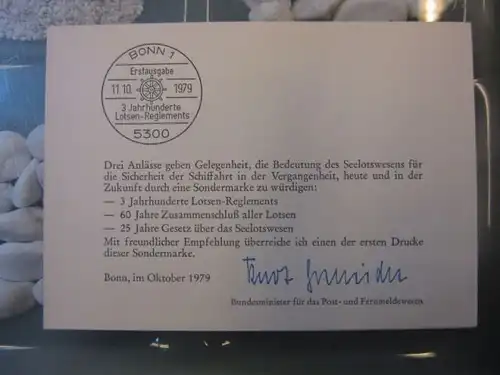 BONN 1
Erstausgabe
11.10. 1979
3 Jahrhunderte
Lotsen-Reglements
5300
Drei Anlässe geben Gelegenheit, die Bedeutung des Seelotswesens für
die Sicherheit der Schiffahrt in der Vergangenheit, heute und in der
Zukunft durch eine Sondermarke zu würdigen:
— 3 Jahrhunderte Lotsen-Reglements
— 60 Jahre Zusammenschluß aller Lotsen
— 25 Jahre Gesetz über das Seelotswesen
Mit freundlicher Empfehlung überreiche ich einen der ersten Drucke
dieser Sondermarke.
Bonn, im Oktober 1979
Bundesminister für das Post- und Fernmeldewesen